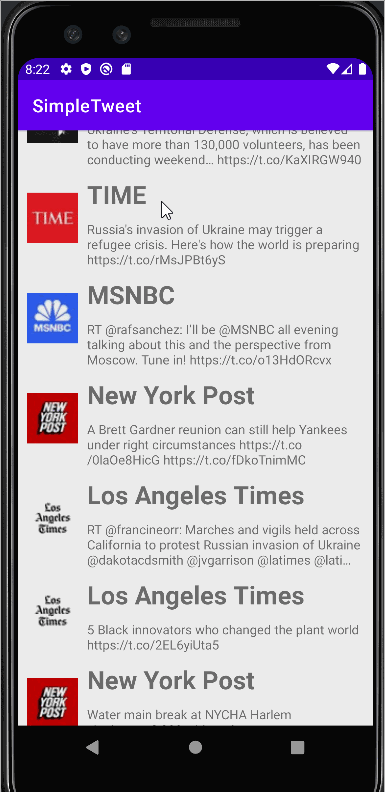 8:22
SimpleTweet
Ukraine's Territorial Defense, which is believed
to have more than 130,000 volunteers, has been
conducting weekend... https://t.co/KaXIRGW940
TIME
TIME
Russia's invasion of Ukraine may trigger a
refugee crisis. Here's how the world is preparing
https://t.co/rMsJPBt6yS
MSNBC
MSNBC
RT @rafsanchez: I'll be @MSNBC all evening
talking about this and the perspective from
Moscow. Tune in! https://t.co/o13HdORcvx
NEW
YORK
POST
New York Post
A Brett Gardner reunion can still help Yankees
under right circumstances https://t.co
/0laOe8HicG https://t.co/fDkoTnimMC
Los
Angeles
Times
Los Angeles Times
RT @francineorr: Marches and vigils held across
California to protest Russian invasion of Ukraine
@dakotacdsmith @jvgarrison @latimes @lati...
Los
Angeles
Times
Los Angeles Times
5 Black innovators who changed the plant world
https://t.co/2EL6yiUta5
NEW
YORK
POST
New York Post
Water main break at NYCHA Harlem